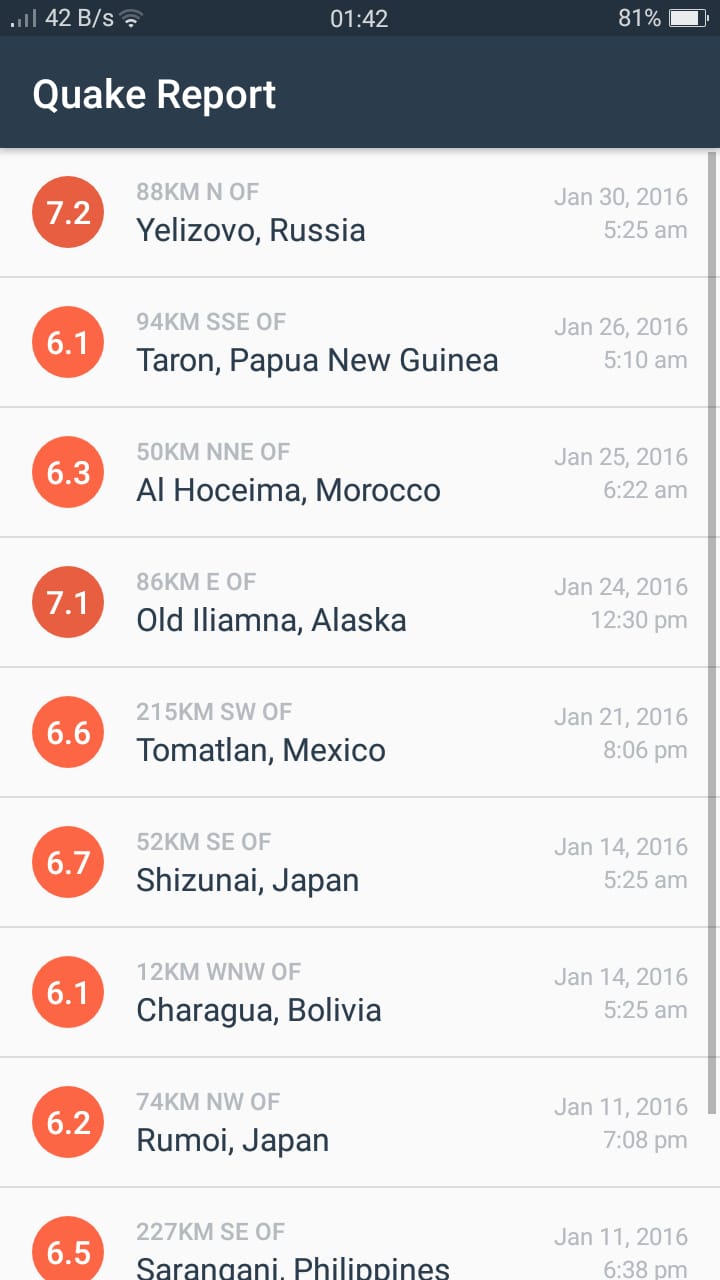 42 B/s 01:42 81%
Quake Report
7.2
88KM N OF
Yelizovo, Russia
Jan 30, 2016
5:25 am
6.1
94KM SSE OF
Taron, Papua New Guinea
Jan 26, 2016
5:10 am
6.3
50KM NNE OF
Al Hoceima, Morocco
Jan 25, 2016
6:22 am
7.1
86KM E OF
Old Iliamna, Alaska
Jan 24, 2016
12:30 pm
6.6
215KM SW OF
Tomatlan, Mexico
Jan 21, 2016
8:06 pm
6.7
52KM SE OF
Shizunai, Japan
Jan 14, 2016
5:25 am
6.1
12KM WNW OF
Charagua, Bolivia
Jan 14, 2016
5:25 am
6.2
74KM NW OF
Rumoi, Japan
Jan 11, 2016
7:08 pm
6.5
227KM SE OF
Sarangani, Philippines
Jan 11, 2016
6:38 pm